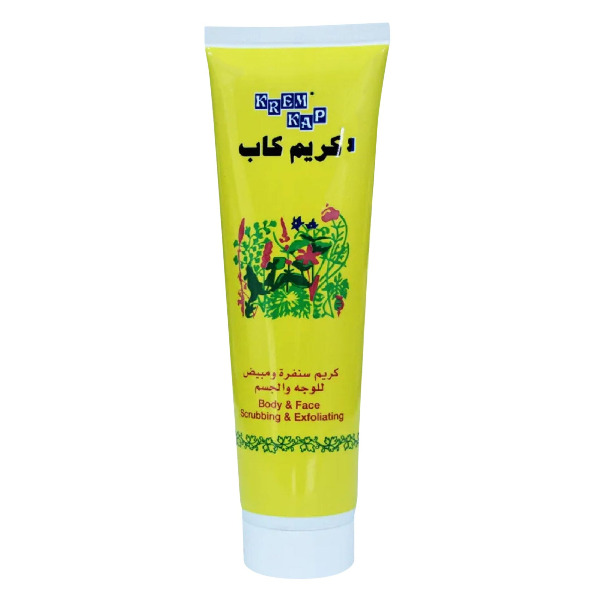 KREM
KAP
كريم كاب
كريم سنفرة ومبيض
للوجه والجسم
Body & Face
Scrubbing & Exfoliating